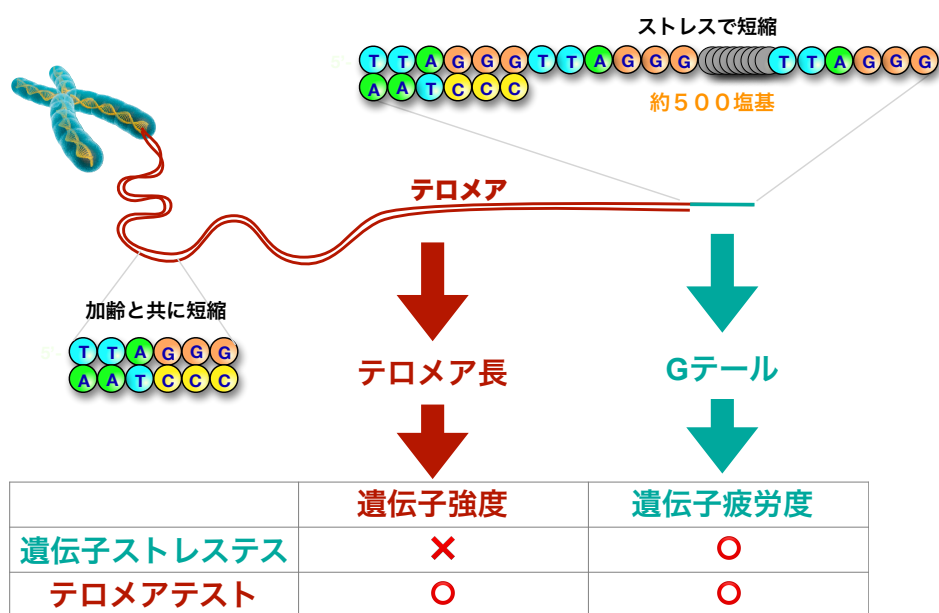 ストレスで短縮
5'-
TTAGGGTTAGGGTTAGGG
AATCCC
約５００塩基
テロメア
加齢と共に短縮
5'-
TTAGGG
AATCCC
テロメア長
Gテール
遺伝子強度 遺伝子疲労度
遺伝子ストレステス × ○
テロメアテスト ○ ○